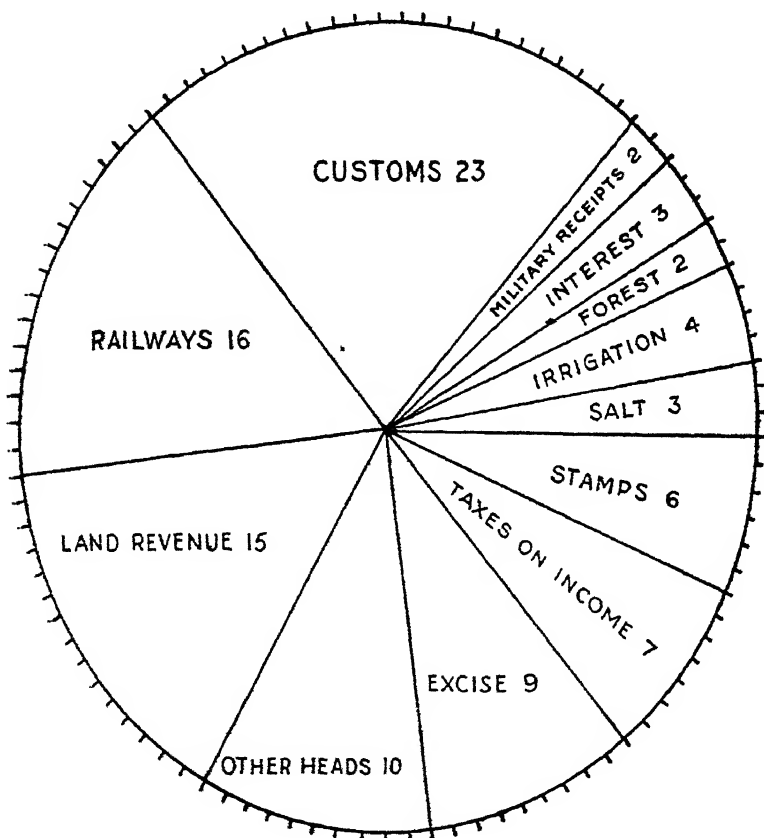 CUSTOMS 23
MILITARY RECEIPTS 2
INTEREST 3
FOREST 2
IRRIGATION 4
SALT 3
STAMPS 6
TAXES ON INCOME 7
EXCISE 9
OTHER HEADS 10
LAND REVENUE 15
RAILWAYS 16